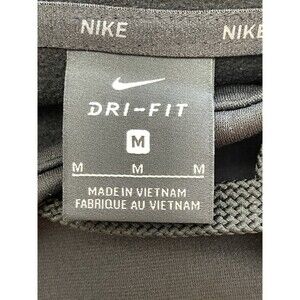 NIKE NIKE
DRI-FIT
M
M M M
MADE IN VIETNAM
FABRIQUE AU VIETNAM